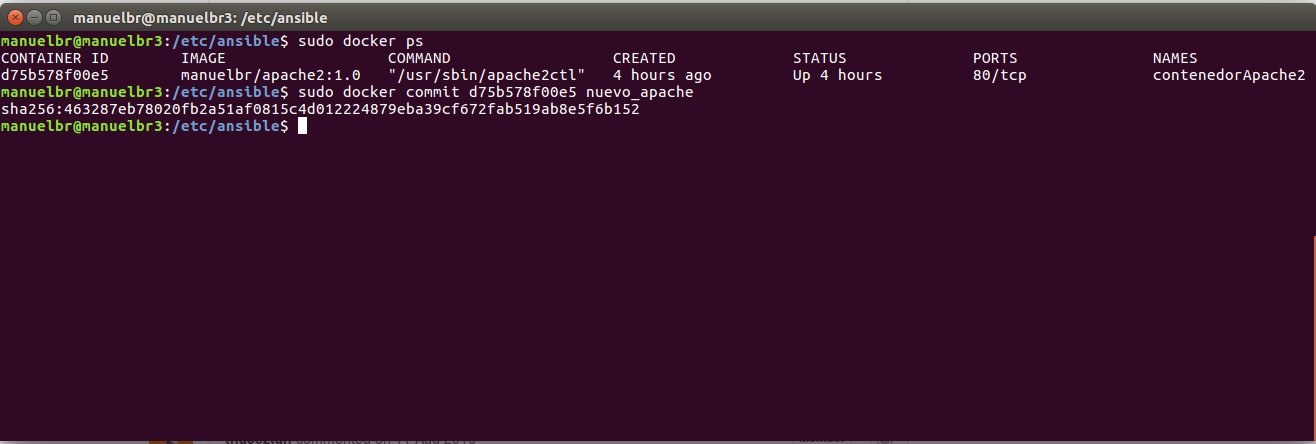 manuelbr@manuelbr3: /etc/ansible
manuelbr@manuelbr3:/etc/ansible$ sudo docker ps
CONTAINER ID IMAGE COMMAND CREATED STATUS PORTS NAMES
d75b578f00e5 manuelbr/apache2:1.0 "/usr/sbin/apache2ctl" 4 hours ago Up 4 hours 80/tcp contenedorApache2
manuelbr@manuelbr3:/etc/ansible$ sudo docker commit d75b578f00e5 nuevo_apache
sha256:463287eb78020fb2a51af0815c4d012224879eba39cf672fab519ab8e5f6b152
manuelbr@manuelbr3:/etc/ansible$